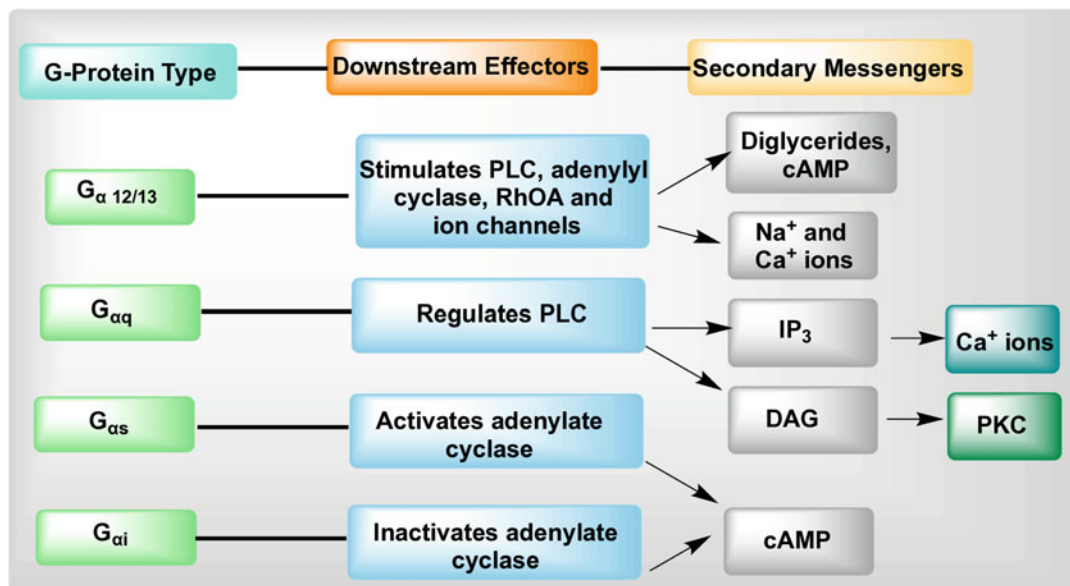 G-Protein Type
Downstream Effectors
Secondary Messengers
Gα 12/13
Stimulates PLC, adenylyl
cyclase, RhOA and
ion channels
Diglycerides,
cAMP
Na⁺ and
Ca⁺ ions
Gαq
Regulates PLC
IP₃
Ca⁺ ions
DAG
PKC
Gαs
Activates adenylate
cyclase
Gαi
Inactivates adenylate
cyclase
cAMP